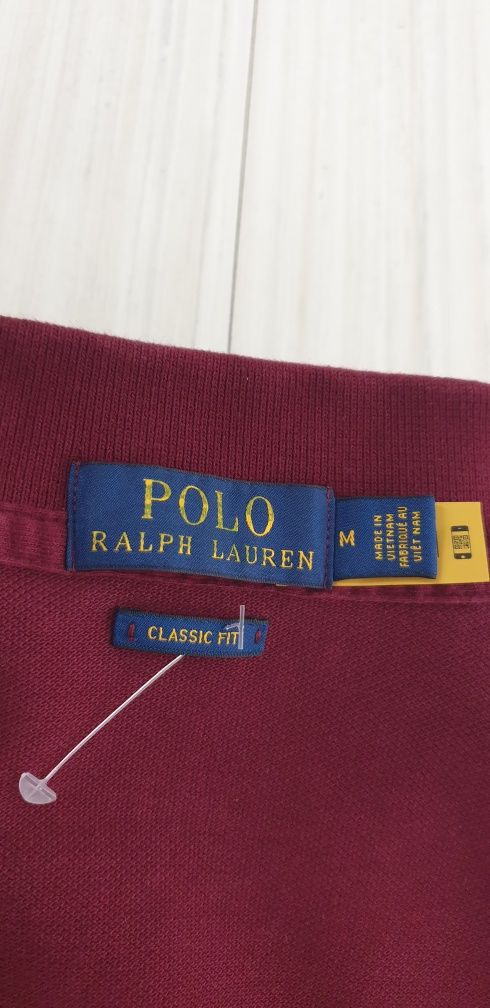 POLO
RALPH LAUREN
M
MADE IN
VIETNAM
FABRIQUÉ AU
VIÊT NAM
CLASSIC FIT